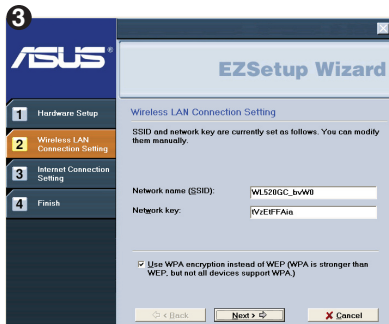 3
ASUS®
EZSetup Wizard
1 Hardware Setup
2 Wireless LAN
Connection Setting
3 Internet Connection
Setting
4 Finish
Wireless LAN Connection Setting
SSID and network key are currently set as follows. You can modify
them manually.
Network name (SSID): WL520GC_bvW0
Network key: tVzEtFFAia
Use WPA encryption instead of WEP (WPA is stronger than
WEP, but not all devices support WPA.)
< Back
Next >
Cancel